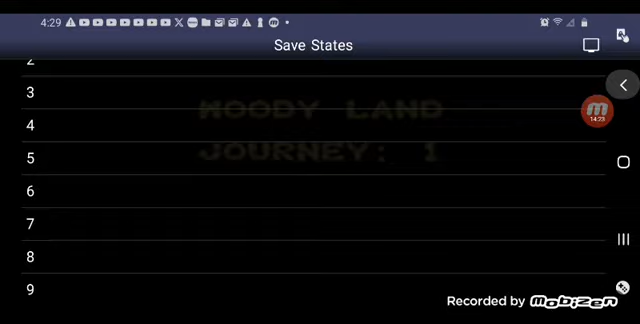 4:29
Save States
2
3
WOODY LAND
4
14:23
JOURNEY: 1
5
6
7
8
9
Recorded by MOBIZEN